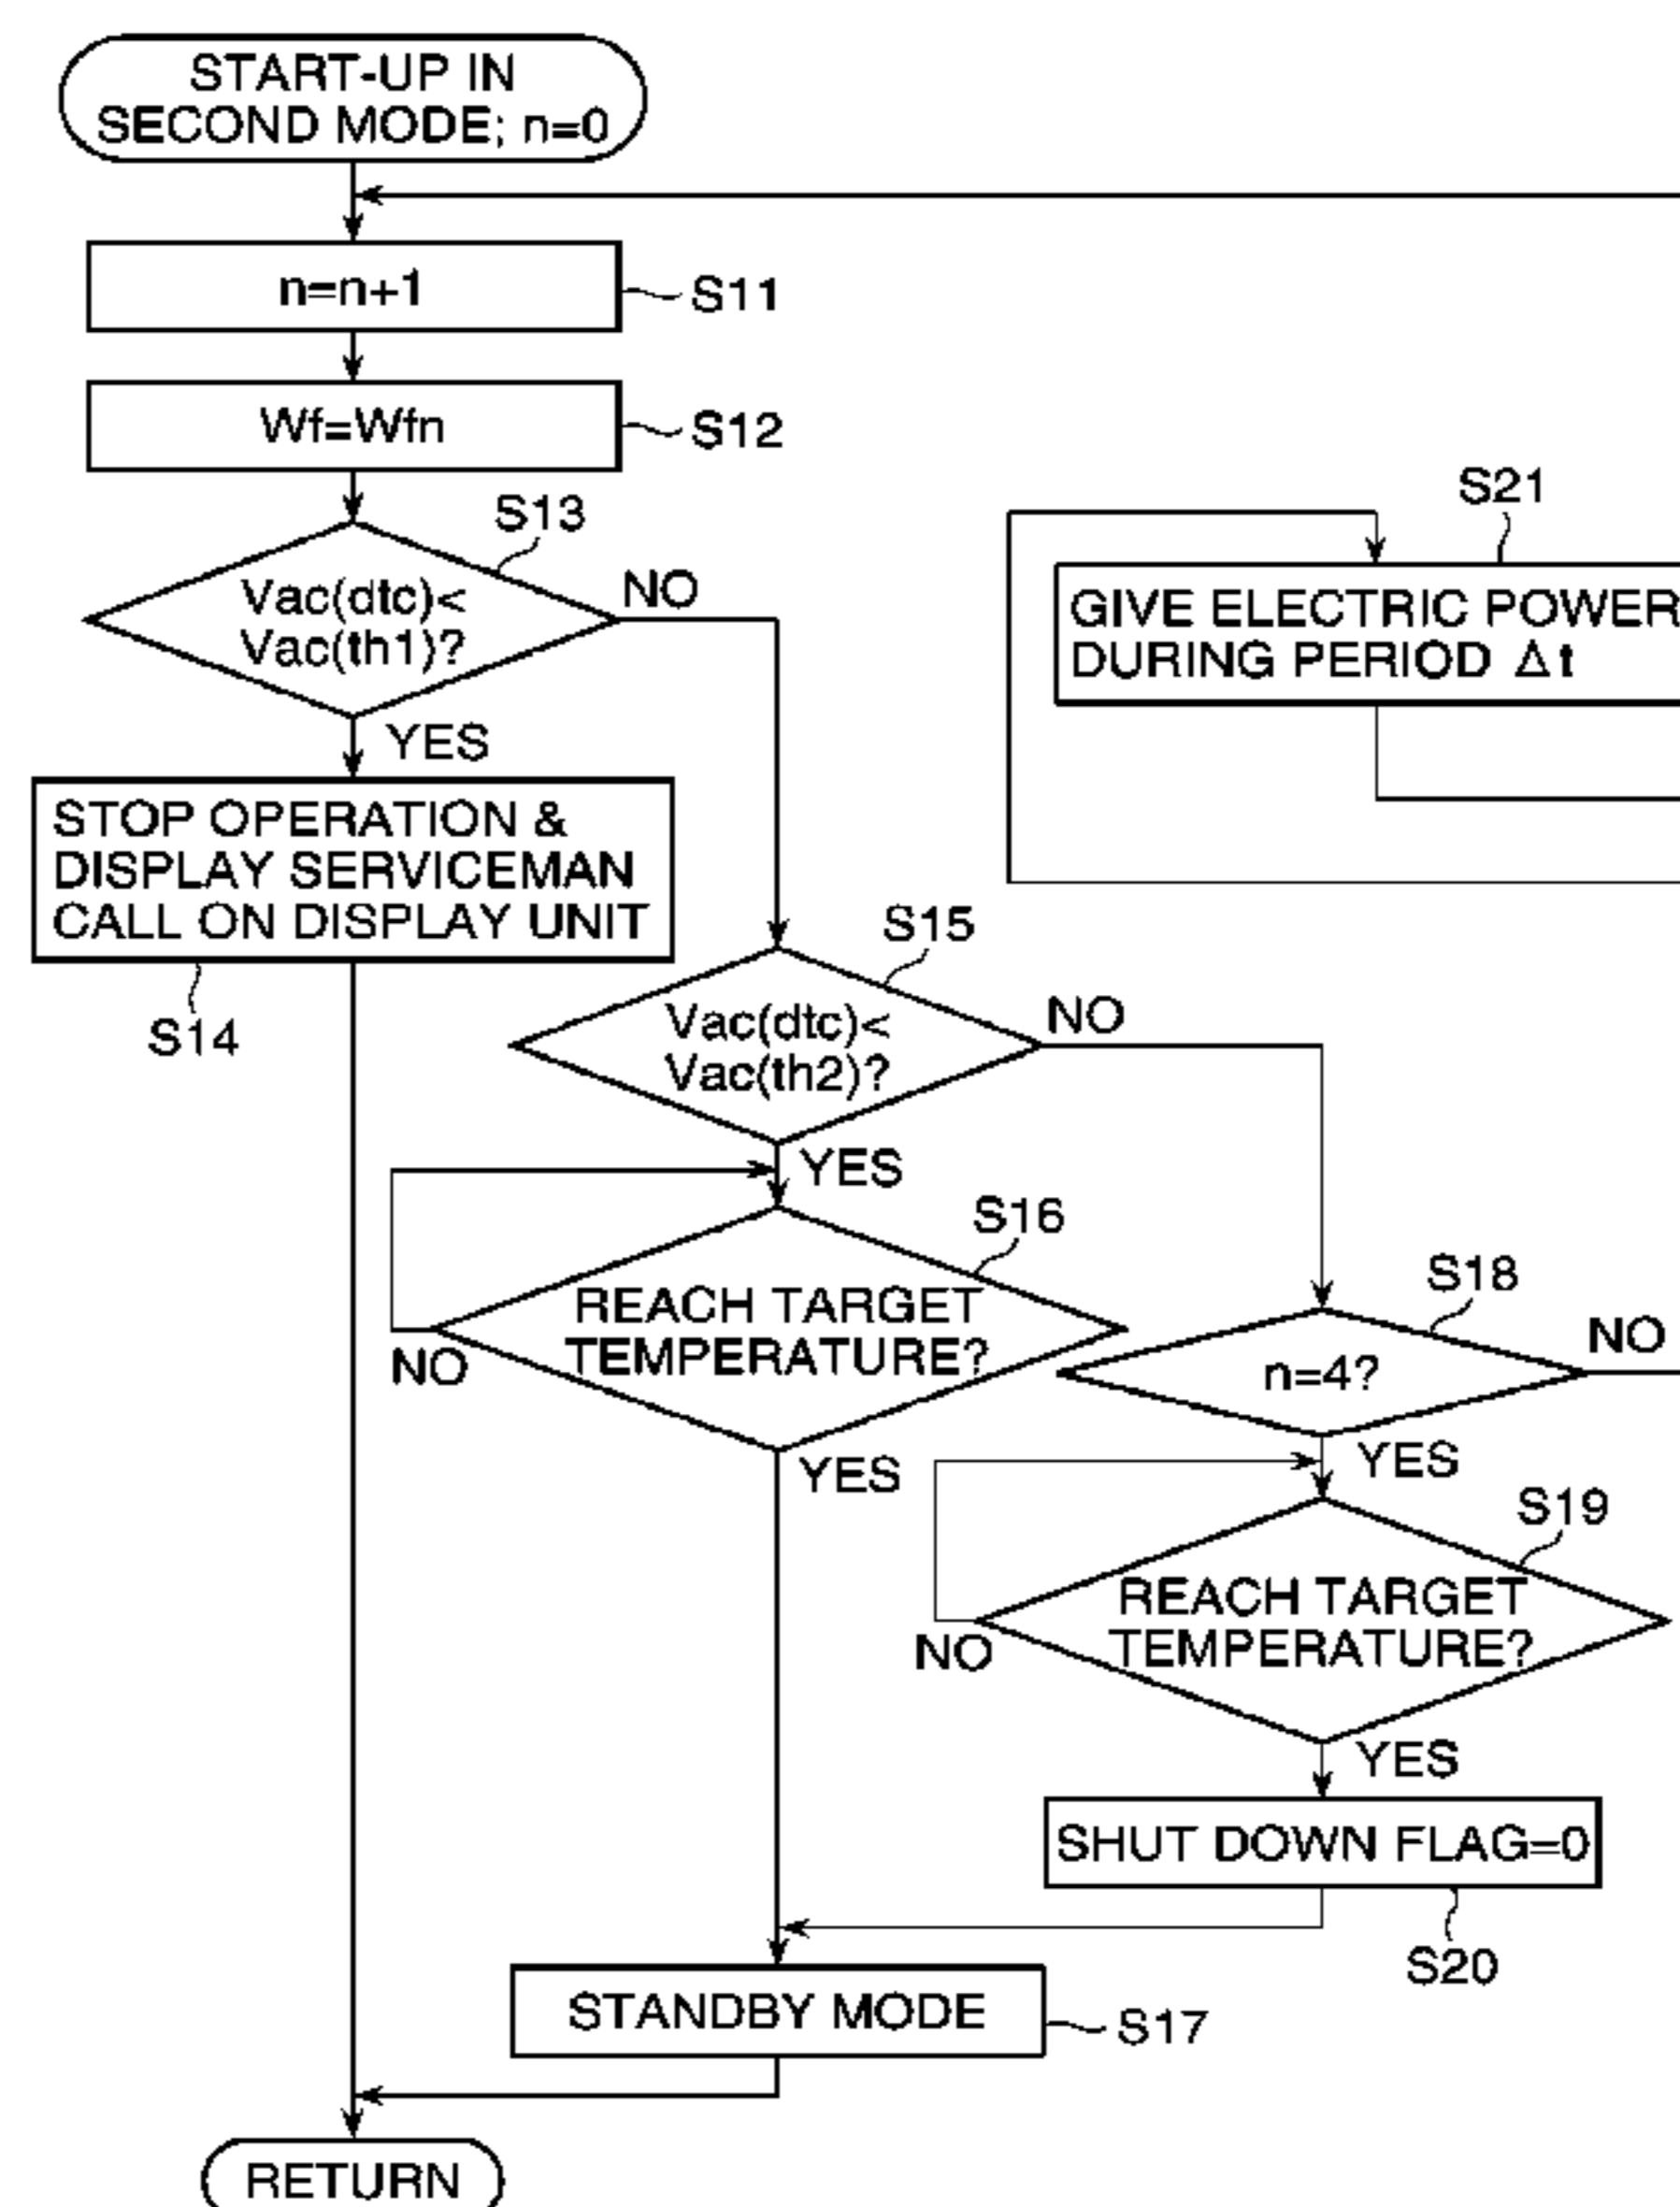 START-UP IN
SECOND MODE; n=0
n=n+1
S11
Wf=Wfn
S12
S13
Vac(dtc)<
Vac(th1)?
NO
YES
STOP OPERATION &
DISPLAY SERVICEMAN
CALL ON DISPLAY UNIT
S14
S21
GIVE ELECTRIC POWER
DURING PERIOD Δt
S15
Vac(dtc)<
Vac(th2)?
NO
YES
S16
REACH TARGET
TEMPERATURE?
NO
YES
S18
n=4?
NO
YES
S19
REACH TARGET
TEMPERATURE?
NO
YES
SHUT DOWN FLAG=0
S20
STANDBY MODE
S17
RETURN